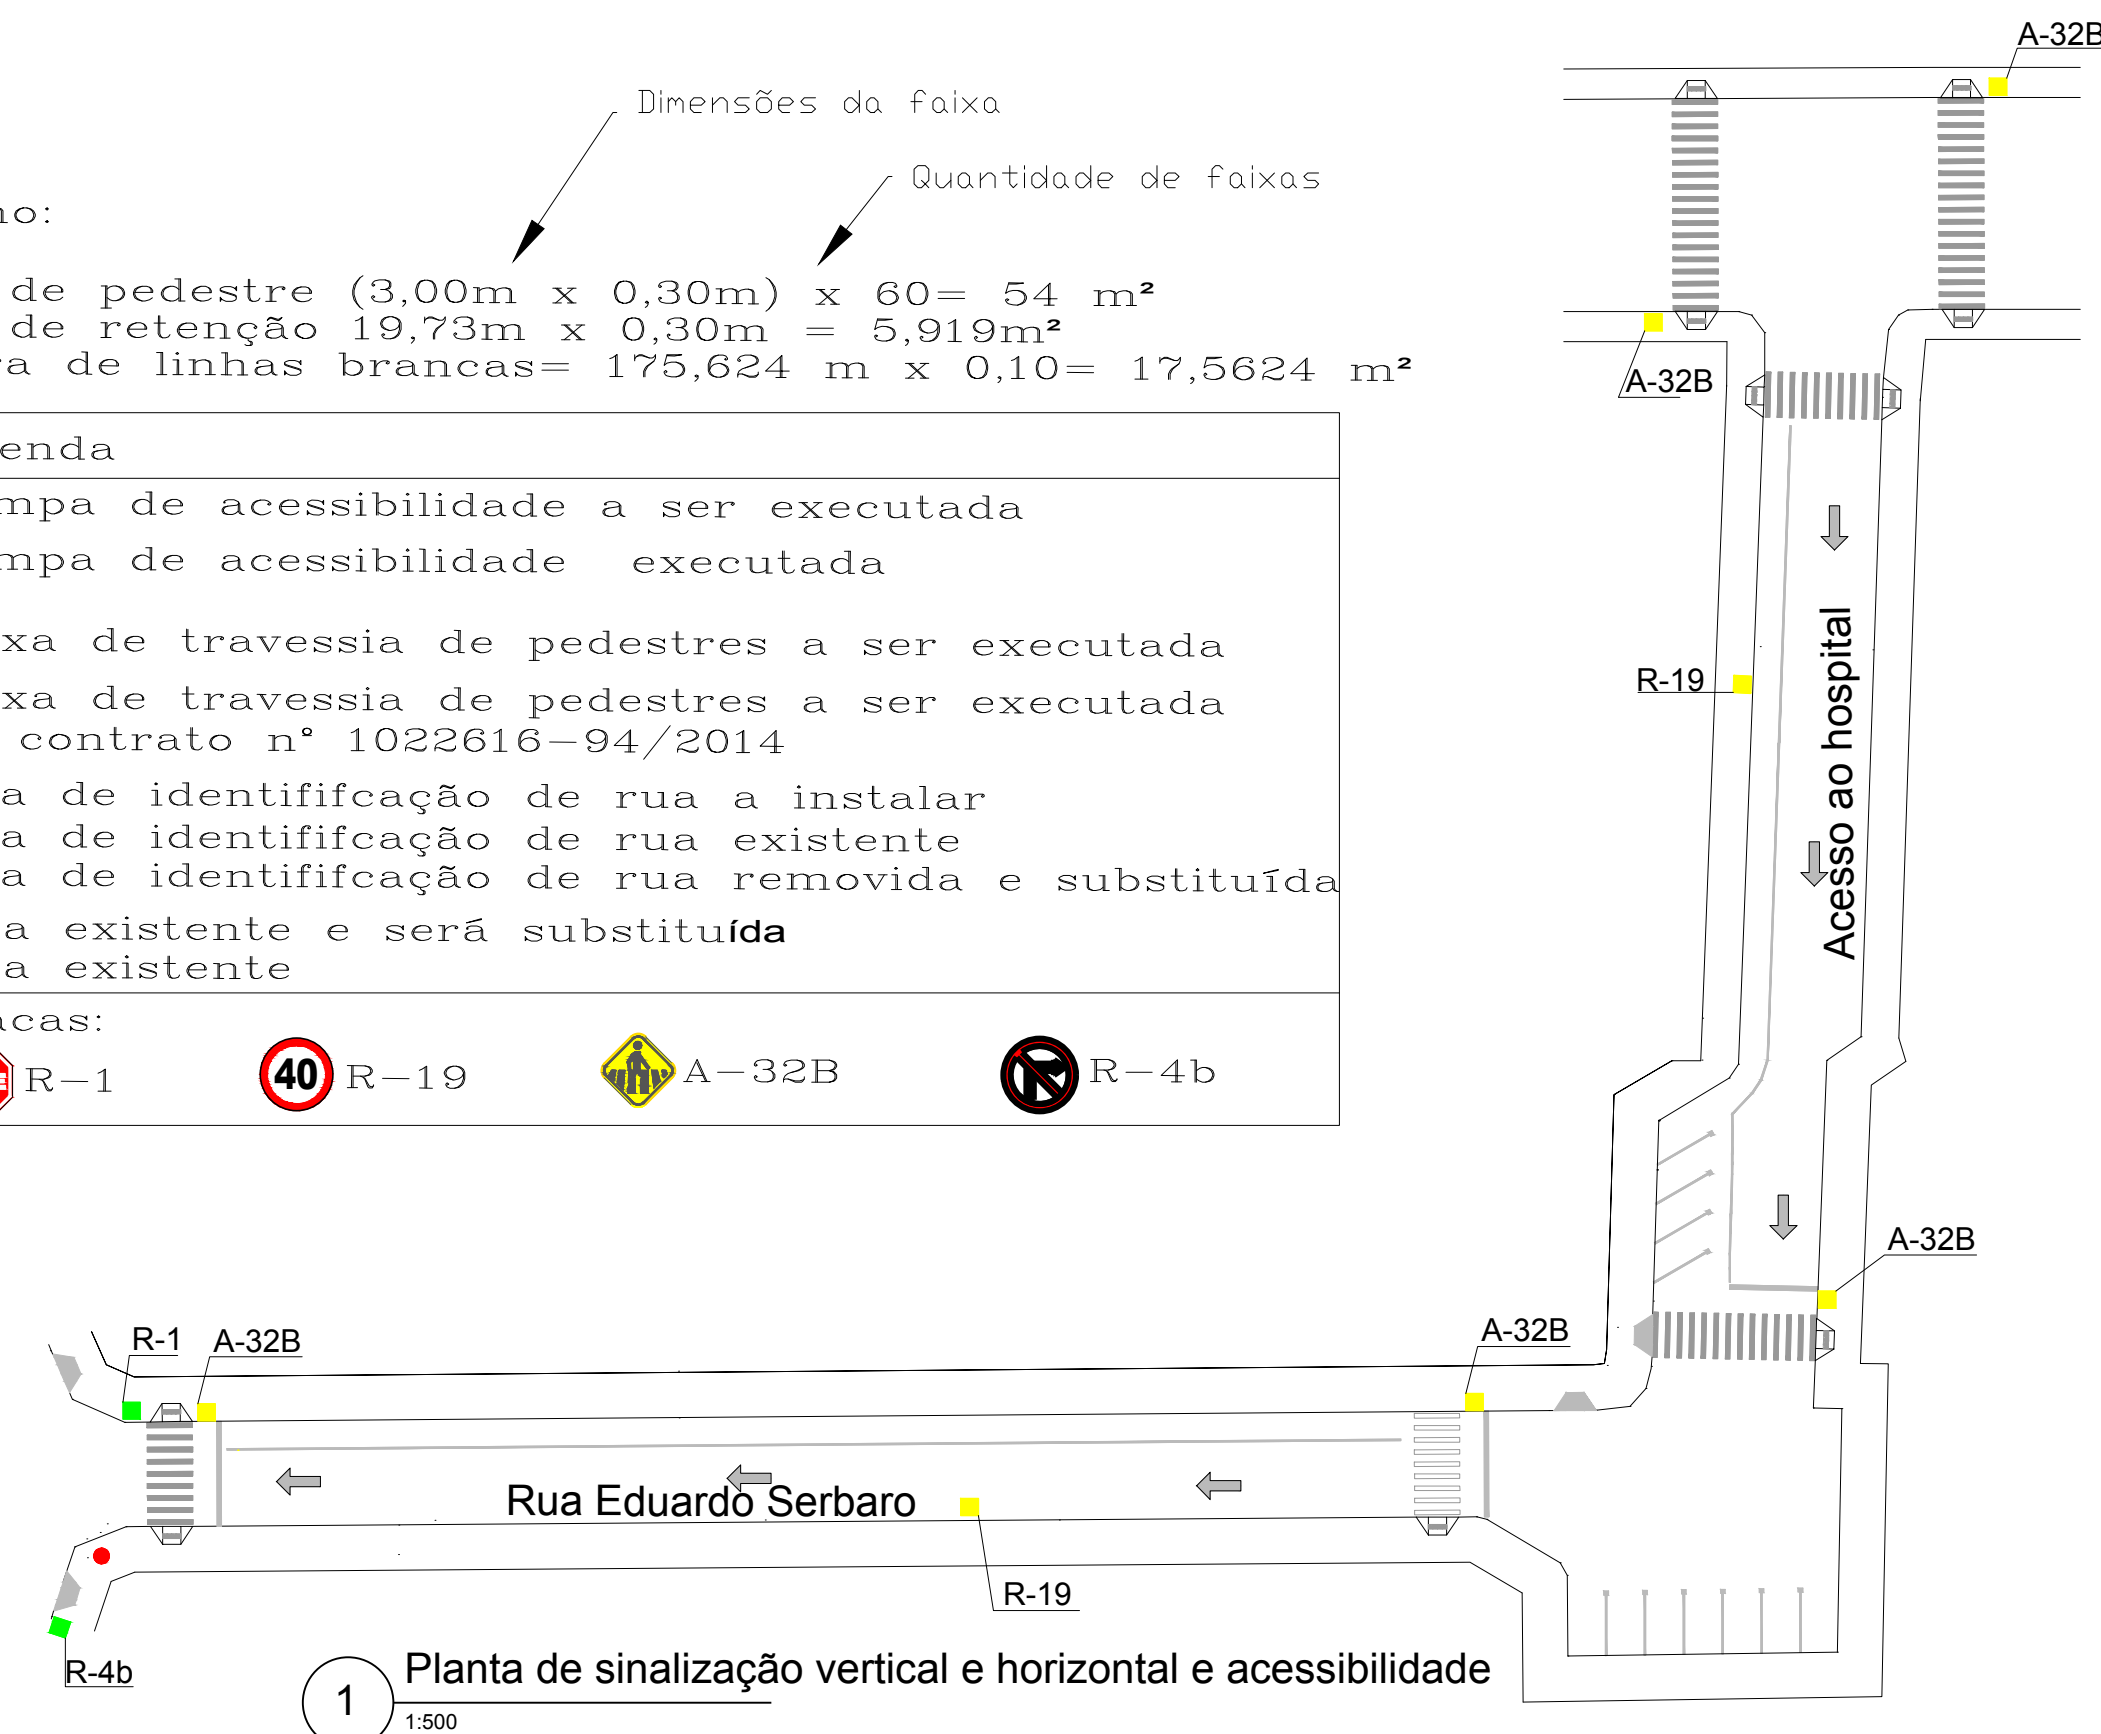 Dimensões da faixa
Quantidade de faixas
no:
de pedestre (3,00m x 0,30m) x 60= 54 m²
de retenção 19,73m x 0,30m = 5,919m²
a de linhas brancas= 175,624 m x 0,10= 17,5624 m²
enda
mpa de acessibilidade a ser executada
mpa de acessibilidade executada
xa de travessia de pedestres a ser executada
xa de travessia de pedestres a ser executada
contrato n° 1022616-94/2014
a de identififcação de rua a instalar
a de identififcação de rua existente
a de identififcação de rua removida e substituída
a existente e será substituída
a existente
acas:
R-1
40
R-19
A-32B
R-4b
A-32B
A-32B
R-19
Acesso ao hospital
A-32B
A-32B
R-1
A-32B
Rua Eduardo Serbaro
R-19
R-4b
1
Planta de sinalização vertical e horizontal e acessibilidade
1:500